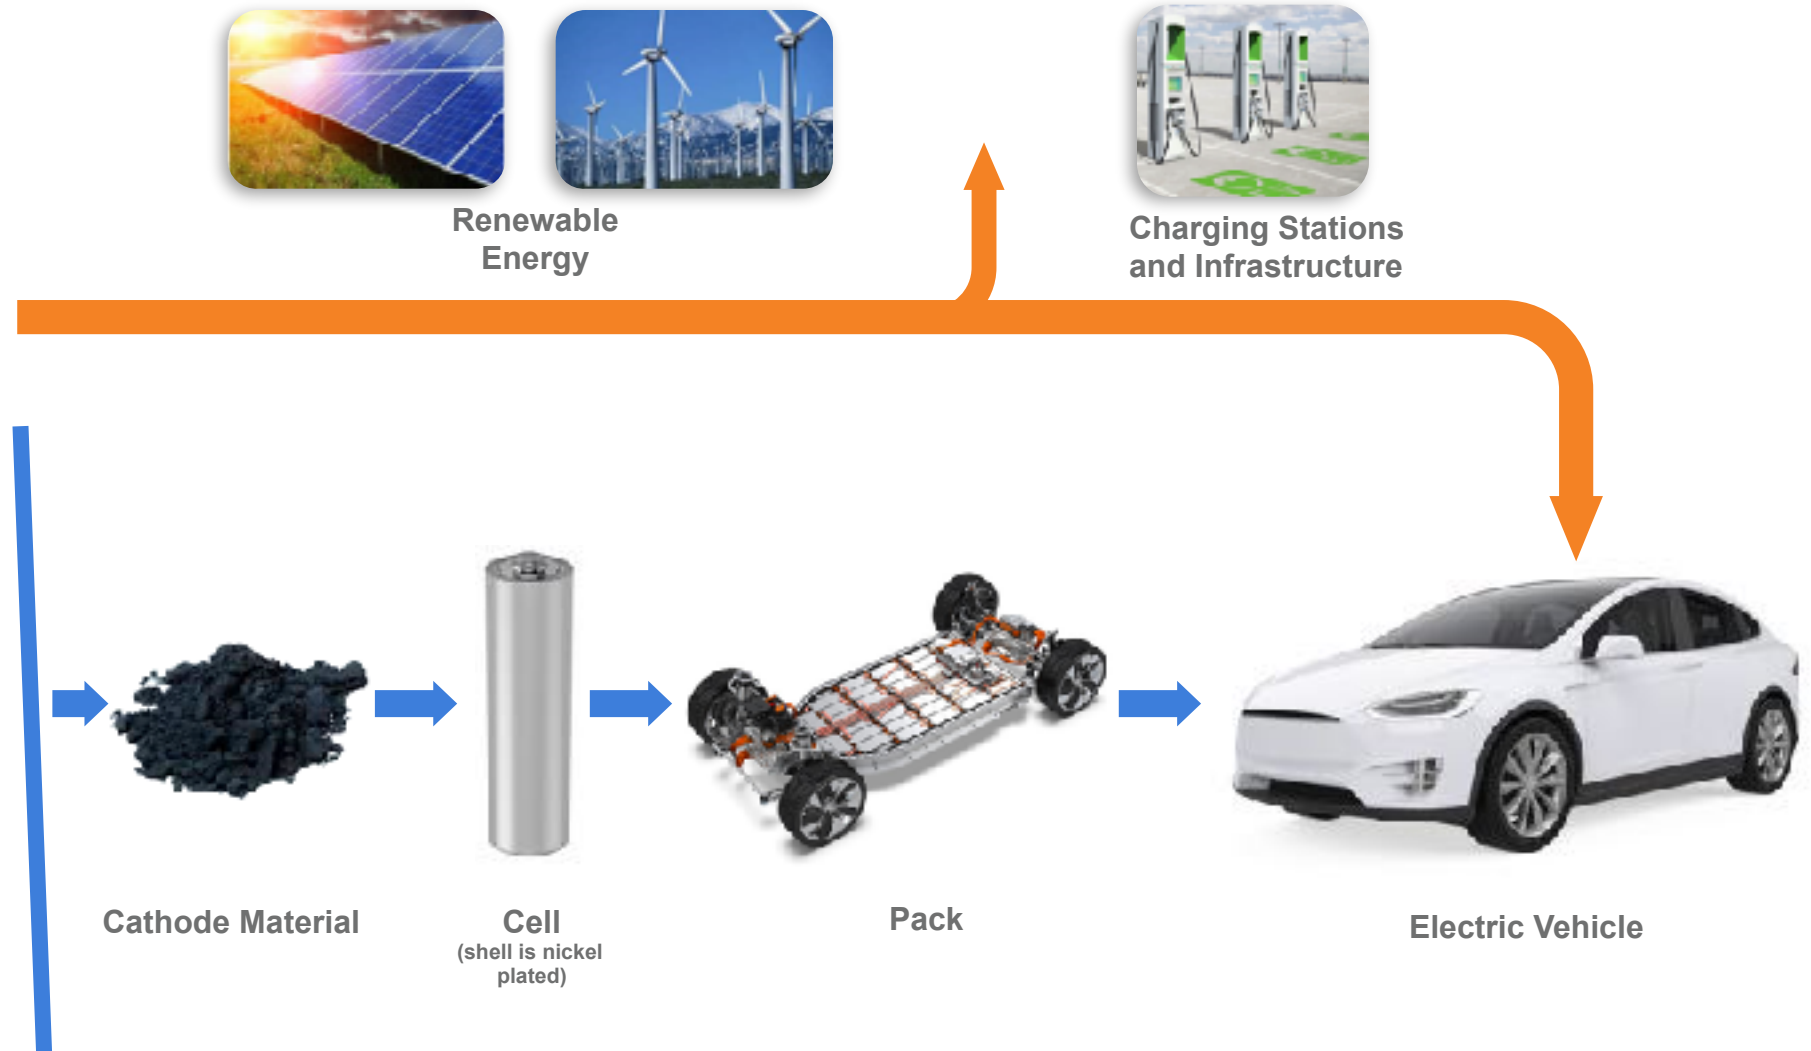 Renewable
Energy
Charging Stations
and Infrastructure
Cathode Material
Cell
(shell is nickel
plated)
Pack
Electric Vehicle